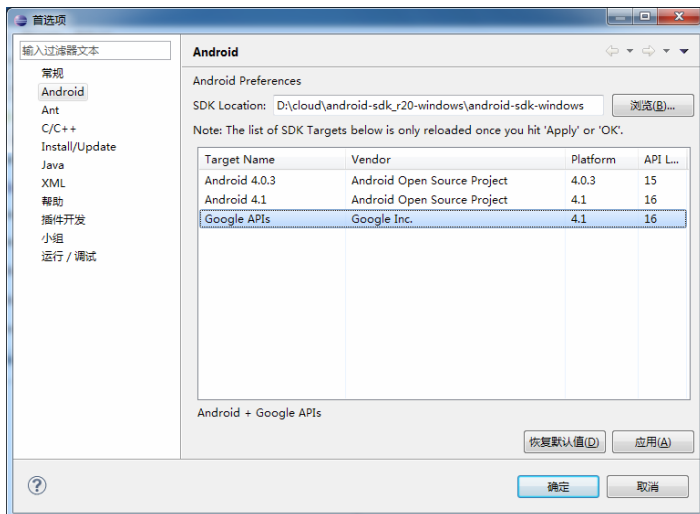 首选项
输入过滤器文本
常规
Android
Ant
C/C++
Install/Update
Java
XML
帮助
插件开发
小组
运行 / 调试
Android
Android Preferences
SDK Location: D:\cloud\android-sdk_r20-windows\android-sdk-windows 浏览(B)...
Note: The list of SDK Targets below is only reloaded once you hit 'Apply' or 'OK'.
Target Name Vendor Platform API L...
Android 4.0.3 Android Open Source Project 4.0.3 15
Android 4.1 Android Open Source Project 4.1 16
Google APIs Google Inc. 4.1 16
Android + Google APIs
恢复默认值(D) 应用(A)
确定 取消